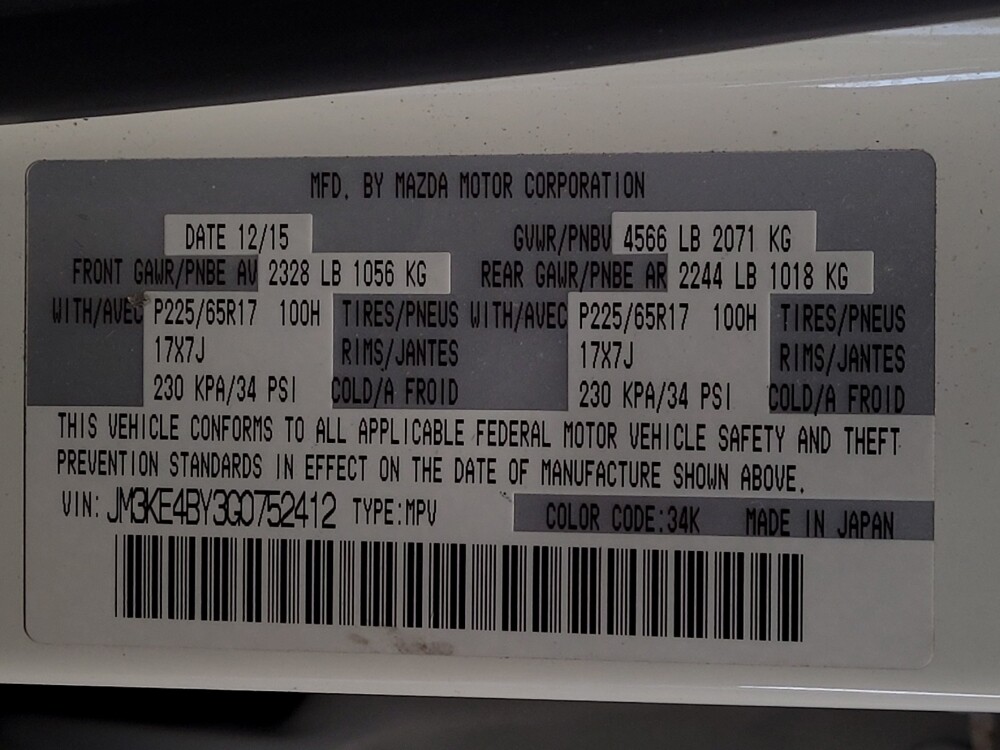 MFD. BY MAZDA MOTOR CORPORATION
DATE 12/15 GVWR/PNBV 4566 LB 2071 KG
FRONT GAWR/PNBE AV 2328 LB 1056 KG REAR GAWR/PNBE AR 2244 LB 1018 KG
WITH/AVEC P225/65R17 100H TIRES/PNEUS WITH/AVEC P225/65R17 100H TIRES/PNEUS
17X7J RIMS/JANTES 17X7J RIMS/JANTES
230 KPA/34 PSI COLD/A FROID 230 KPA/34 PSI COLD/A FROID
THIS VEHICLE CONFORMS TO ALL APPLICABLE FEDERAL MOTOR VEHICLE SAFETY AND THEFT
PREVENTION STANDARDS IN EFFECT ON THE DATE OF MANUFACTURE SHOWN ABOVE.
VIN: JM3KE4BY3G0752412 TYPE:MPV COLOR CODE:34K MADE IN JAPAN